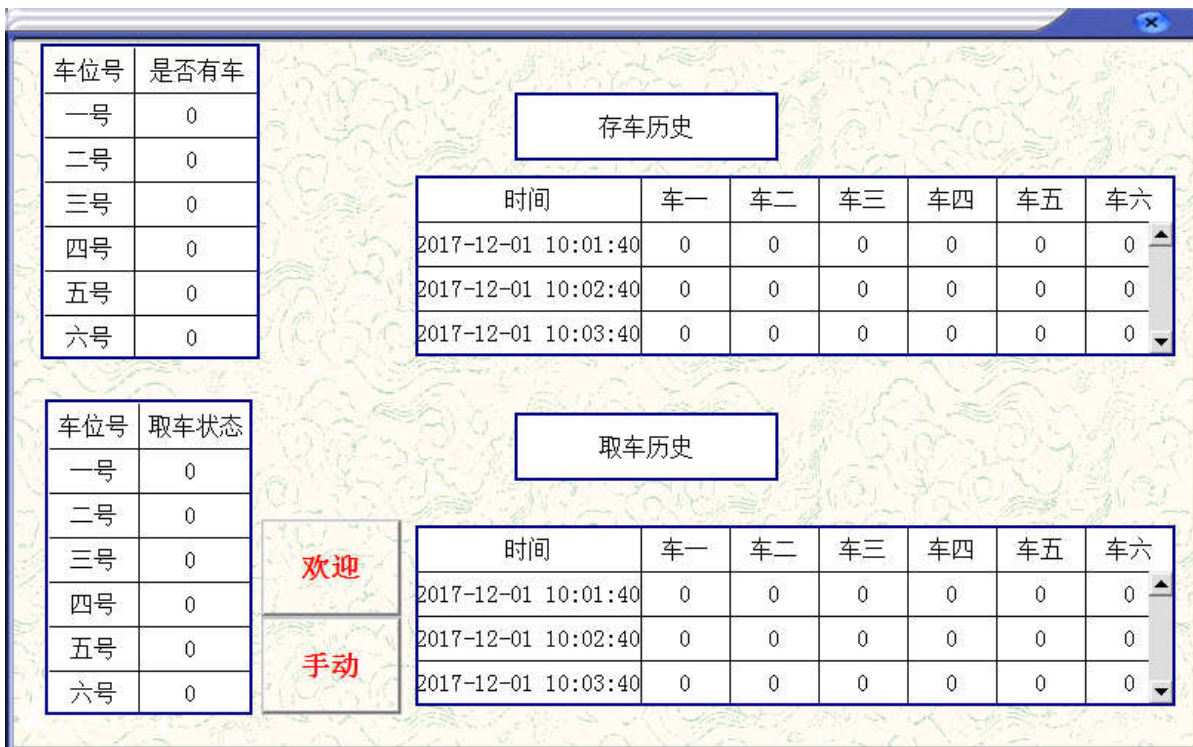 车位号 是否有车
一号 0
二号 0
三号 0
四号 0
五号 0
六号 0
存车历史
时间 车一 车二 车三 车四 车五 车六
2017-12-01 10:01:40 0 0 0 0 0 0
2017-12-01 10:02:40 0 0 0 0 0 0
2017-12-01 10:03:40 0 0 0 0 0 0
车位号 取车状态
一号 0
二号 0
三号 0
四号 0
五号 0
六号 0
欢迎
手动
取车历史
时间 车一 车二 车三 车四 车五 车六
2017-12-01 10:01:40 0 0 0 0 0 0
2017-12-01 10:02:40 0 0 0 0 0 0
2017-12-01 10:03:40 0 0 0 0 0 0